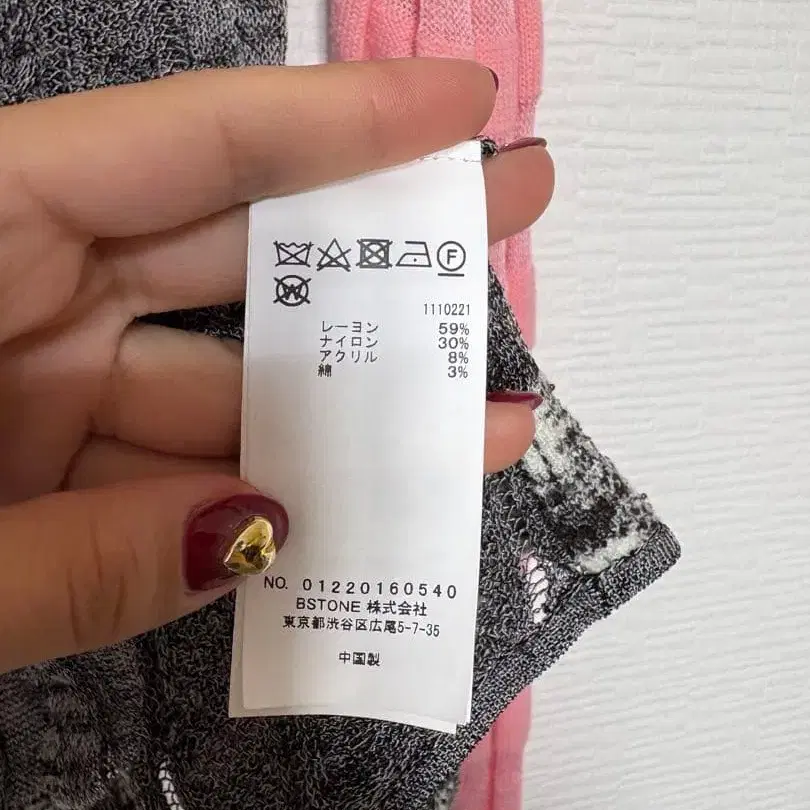 F
W
1110221
レーヨン 59%
ナイロン 30%
アクリル 8%
綿 3%
NO. 01220160540
BSTONE 株式会社
東京都渋谷区広尾5-7-35
中国製